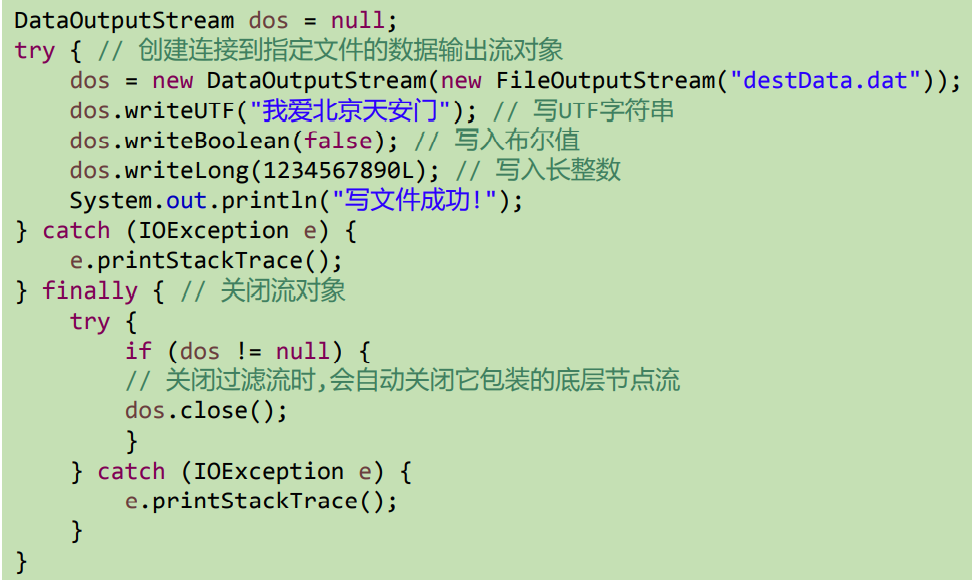 DataOutputStream dos = null;
try { // 创建连接到指定文件的数据输出流对象
    dos = new DataOutputStream(new FileOutputStream("destData.dat"));
    dos.writeUTF("我爱北京天安门"); // 写UTF字符串
    dos.writeBoolean(false); // 写入布尔值
    dos.writeLong(1234567890L); // 写入长整数
    System.out.println("写文件成功!");
} catch (IOException e) {
    e.printStackTrace();
} finally { // 关闭流对象
    try {
        if (dos != null) {
        // 关闭过滤流时,会自动关闭它包装的底层节点流
        dos.close();
        }
    } catch (IOException e) {
        e.printStackTrace();
    }
}